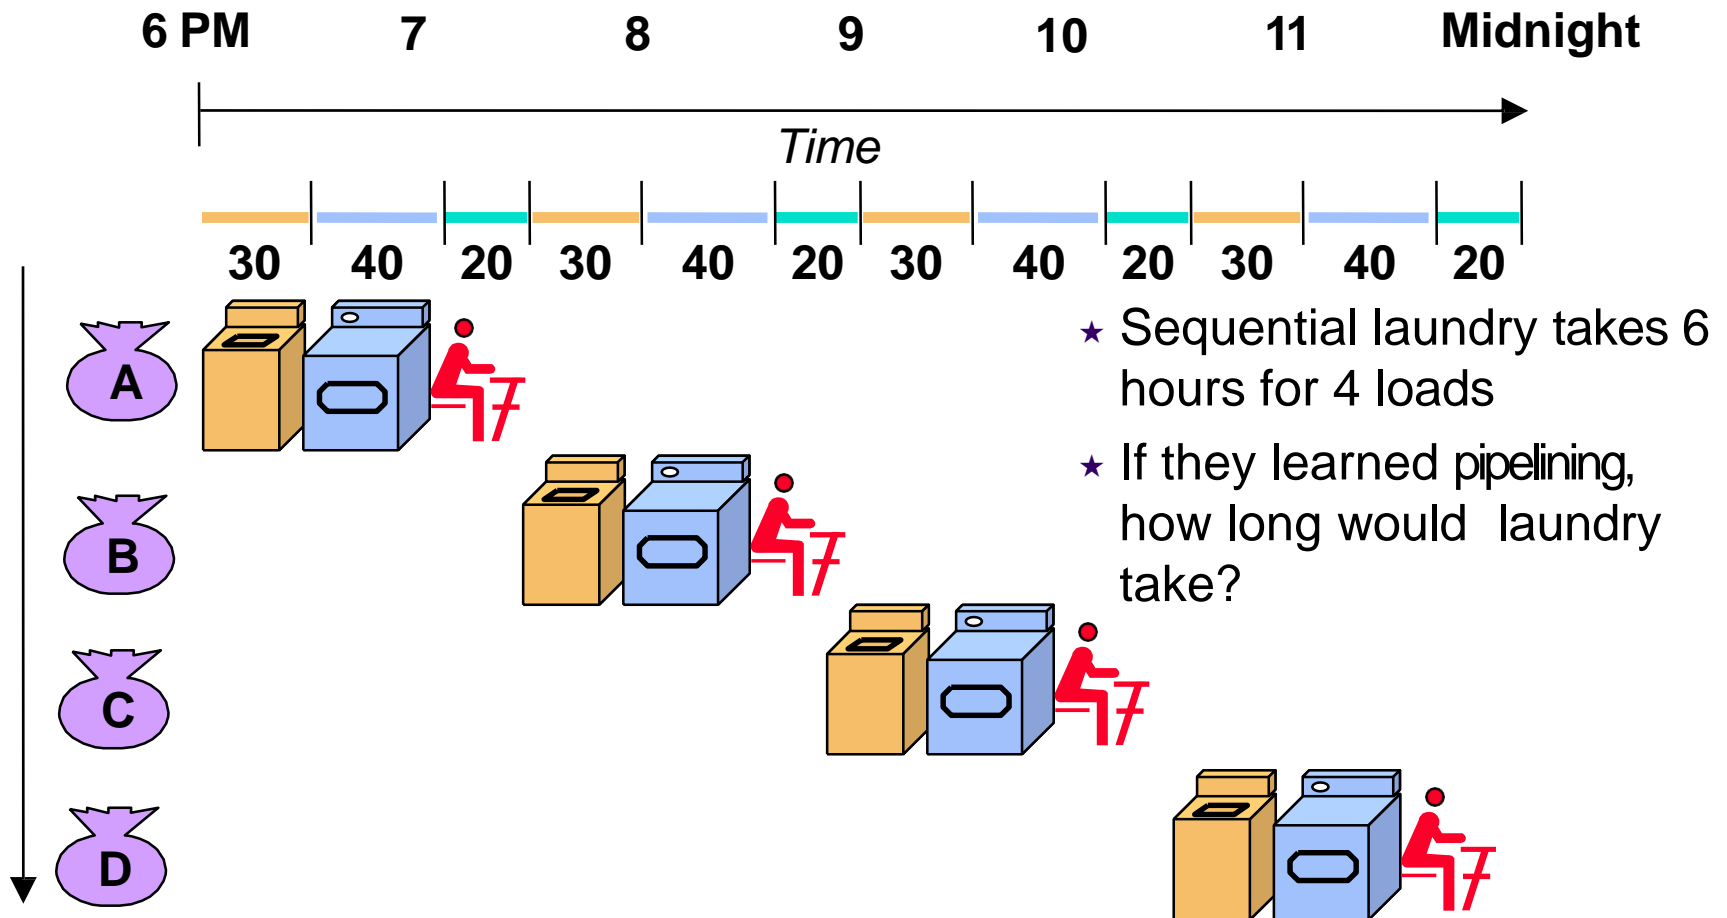 6 PM 7 8 9 10 11 Midnight
Time
30 40 20 30 40 20 30 40 20 30 40 20
A
★ Sequential laundry takes 6
hours for 4 loads
B
★ If they learned pipelining,
how long would laundry
take?
C
D